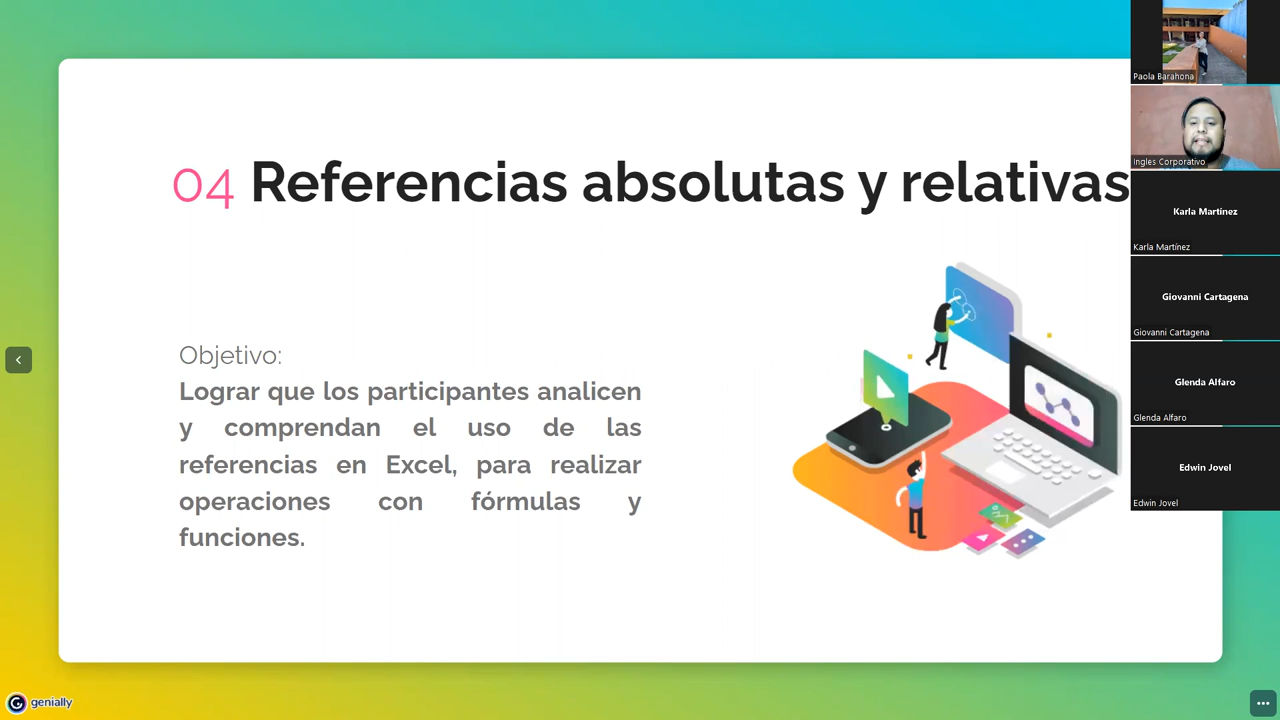 04 Referencias absolutas y relativas
Objetivo:
Lograr que los participantes analicen
y comprendan el uso de las
referencias en Excel, para realizar
operaciones con fórmulas y
funciones.
Paola Barahona
Ingles Corporativo
Karla Martínez
Karla Martínez
Giovanni Cartagena
Giovanni Cartagena
Glenda Alfaro
Glenda Alfaro
Edwin Jovel
Edwin Jovel
genially